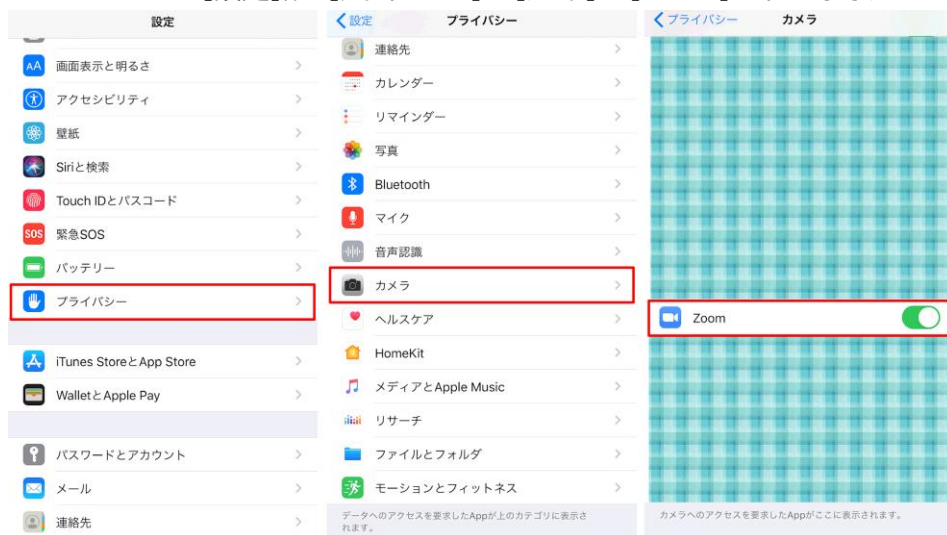 設定
画面表示と明るさ
アクセシビリティ
壁紙
Siriと検索
Touch IDとパスコード
SOS 緊急SOS
バッテリー
プライバシー
iTunes StoreとApp Store
WalletとApple Pay
パスワードとアカウント
メール
連絡先
設定 プライバシー
連絡先
カレンダー
リマインダー
写真
Bluetooth
マイク
音声認識
カメラ
ヘルスケア
HomeKit
メディアとApple Music
リサーチ
ファイルとフォルダ
モーションとフィットネス
データへのアクセスを要求したAppが上のカテゴリに表示さ
れます。
プライバシー カメラ
Zoom
カメラへのアクセスを要求したAppがここに表示されます。